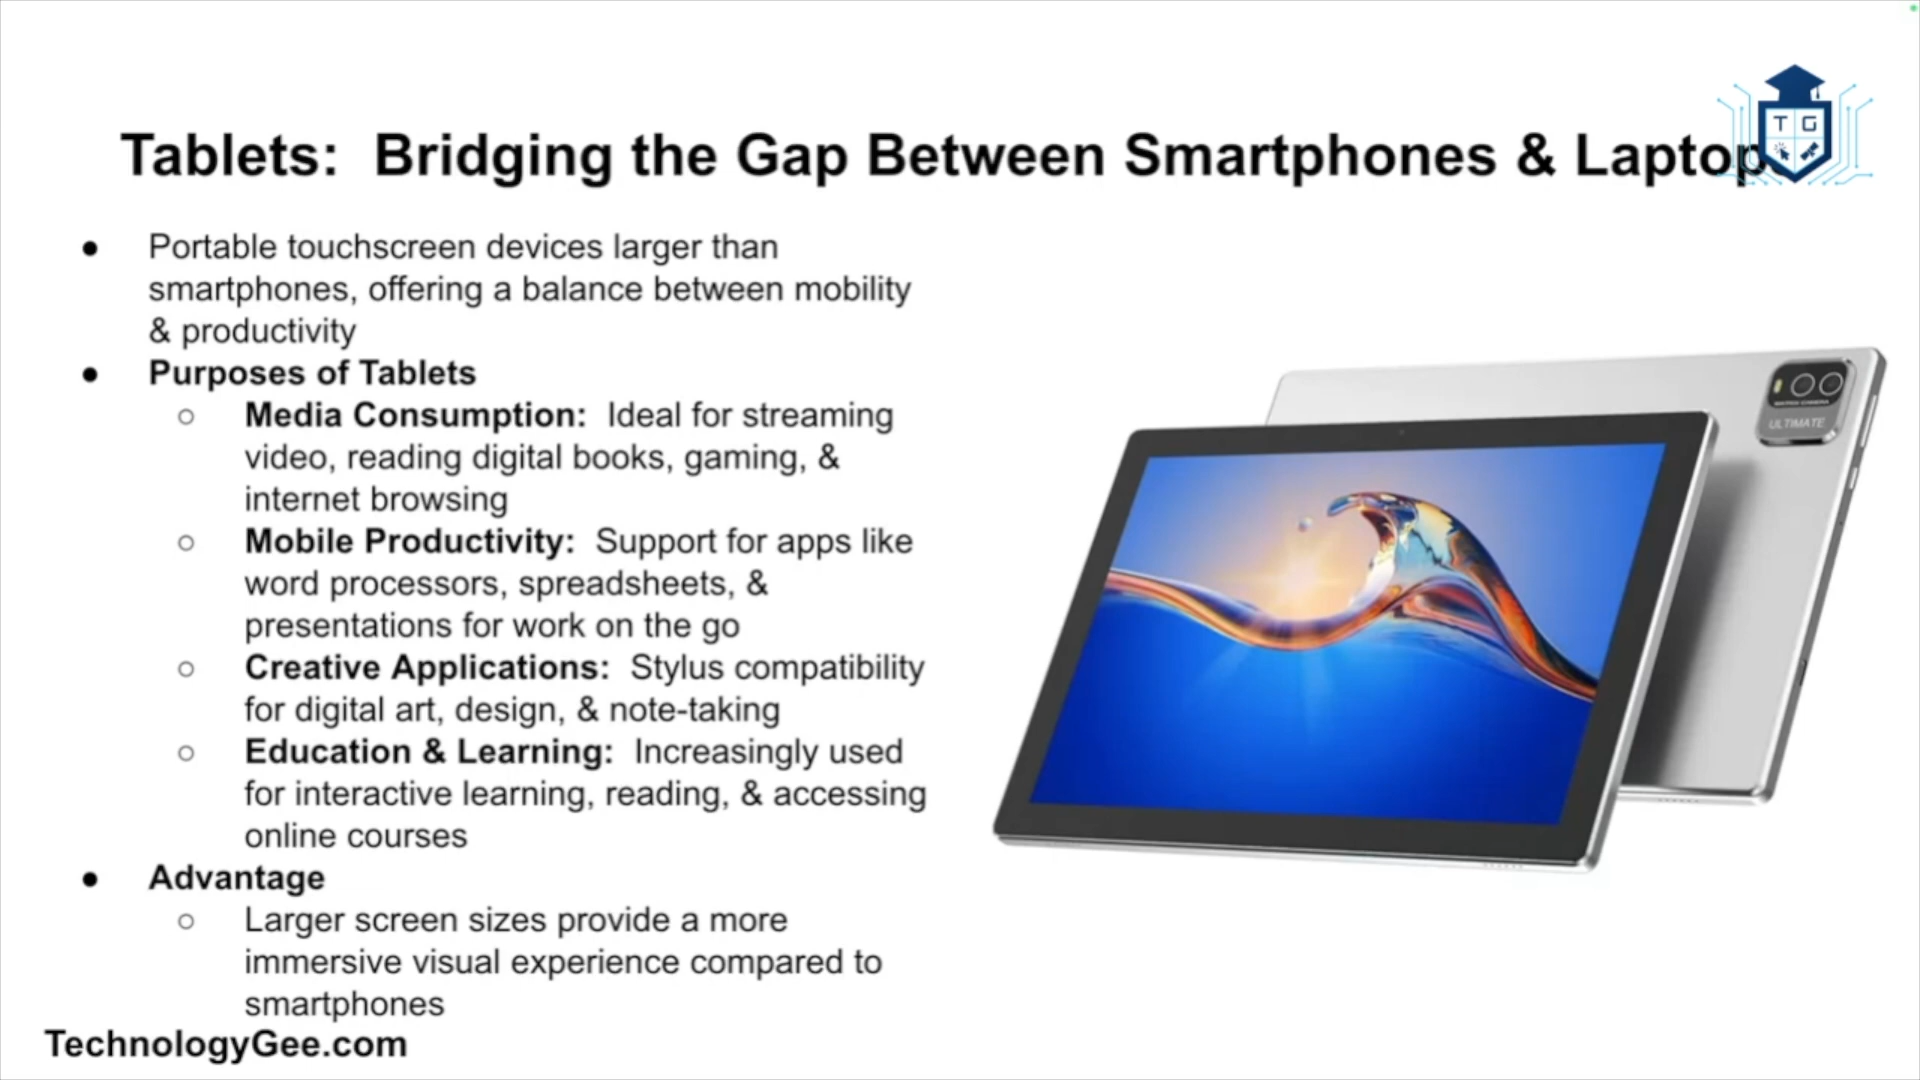 Tablets:  Bridging the Gap Between Smartphones & Laptop
T G
● Portable touchscreen devices larger than
smartphones, offering a balance between mobility
& productivity
● Purposes of Tablets
○ Media Consumption:  Ideal for streaming
video, reading digital books, gaming, &
internet browsing
○ Mobile Productivity:  Support for apps like
word processors, spreadsheets, &
presentations for work on the go
○ Creative Applications:  Stylus compatibility
for digital art, design, & note-taking
○ Education & Learning:  Increasingly used
for interactive learning, reading, & accessing
online courses
● Advantage
○ Larger screen sizes provide a more
immersive visual experience compared to
smartphones
ULTIMATE
TechnologyGee.com